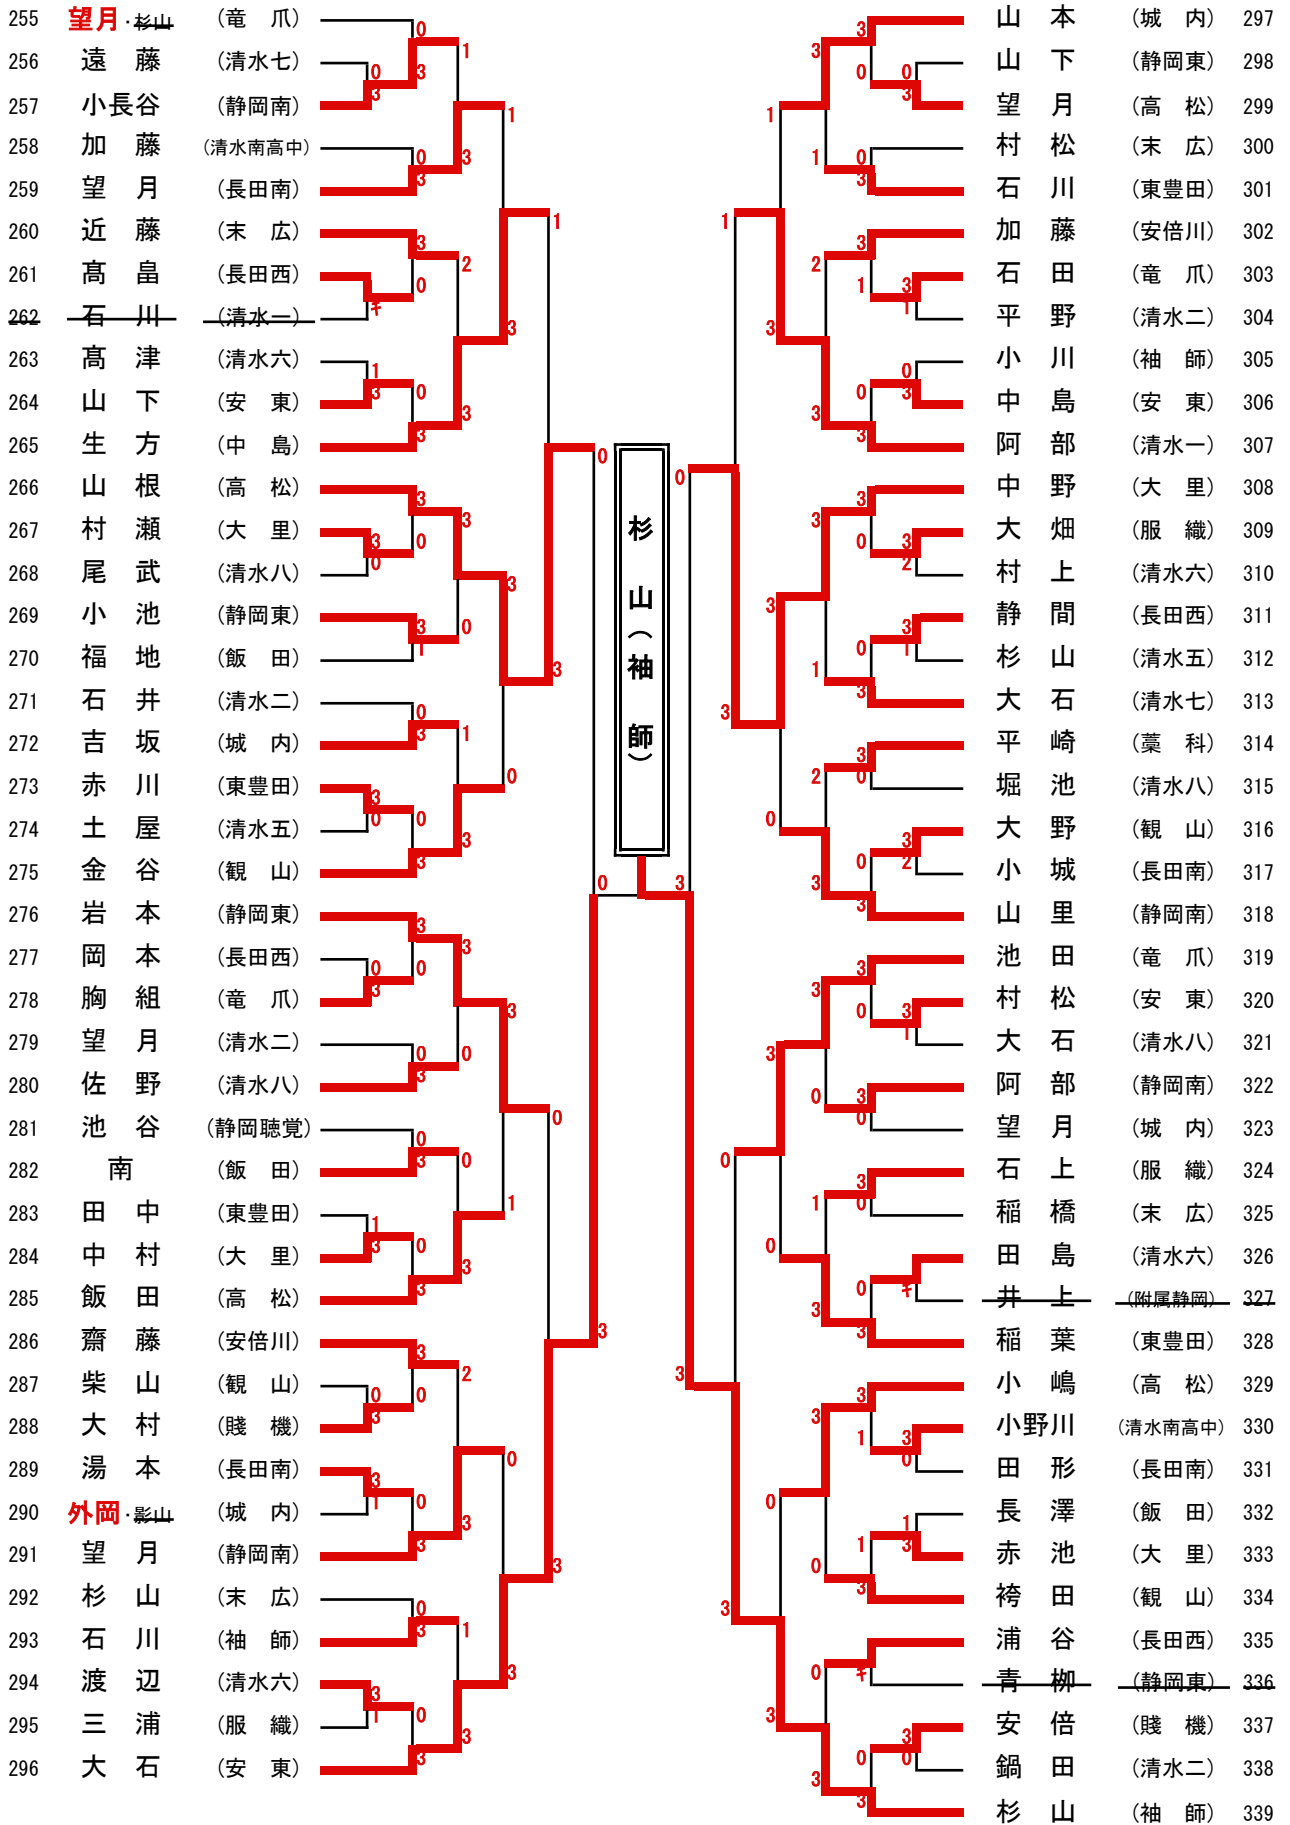 255 望月・杉山 (竜 爪)
256 遠 藤 (清水七)
257 小長谷 (静岡南)
258 加 藤 (清水南高中)
259 望 月 (長田南)
260 近 藤 (末 広)
261 髙 畠 (長田西)
262 石 川 (清水一)
263 髙 津 (清水六)
264 山 下 (安 東)
265 生 方 (中 島)
266 山 根 (高 松)
267 村 瀬 (大 里)
268 尾 武 (清水八)
269 小 池 (静岡東)
270 福 地 (飯 田)
271 石 井 (清水二)
272 吉 坂 (城 内)
273 赤 川 (東豊田)
274 土 屋 (清水五)
275 金 谷 (観 山)
276 岩 本 (静岡東)
277 岡 本 (長田西)
278 胸 組 (竜 爪)
279 望 月 (清水二)
280 佐 野 (清水八)
281 池 谷 (静岡聴覚)
282 南 (飯 田)
283 田 中 (東豊田)
284 中 村 (大 里)
285 飯 田 (高 松)
286 齋 藤 (安倍川)
287 柴 山 (観 山)
288 大 村 (賤 機)
289 湯 本 (長田南)
290 外岡・影山 (城 内)
291 望 月 (静岡南)
292 杉 山 (末 広)
293 石 川 (袖 師)
294 渡 辺 (清水六)
295 三 浦 (服 織)
296 大 石 (安 東)
杉山(袖師)
山 本 (城 内) 297
山 下 (静岡東) 298
望 月 (高 松) 299
村 松 (末 広) 300
石 川 (東豊田) 301
加 藤 (安倍川) 302
石 田 (竜 爪) 303
平 野 (清水二) 304
小 川 (袖 師) 305
中 島 (安 東) 306
阿 部 (清水一) 307
中 野 (大 里) 308
大 畑 (服 織) 309
村 上 (清水六) 310
静 間 (長田西) 311
杉 山 (清水五) 312
大 石 (清水七) 313
平 崎 (藁 科) 314
堀 池 (清水八) 315
大 野 (観 山) 316
小 城 (長田南) 317
山 里 (静岡南) 318
池 田 (竜 爪) 319
村 松 (安 東) 320
大 石 (清水八) 321
阿 部 (静岡南) 322
望 月 (城 内) 323
石 上 (服 織) 324
稲 橋 (末 広) 325
田 島 (清水六) 326
井 上 (附属静岡) 327
稲 葉 (東豊田) 328
小 嶋 (高 松) 329
小野川 (清水南高中) 330
田 形 (長田南) 331
長 澤 (飯 田) 332
赤 池 (大 里) 333
袴 田 (観 山) 334
浦 谷 (長田西) 335
青 栁 (静岡東) 336
安 倍 (賤 機) 337
鍋 田 (清水二) 338
杉 山 (袖 師) 339